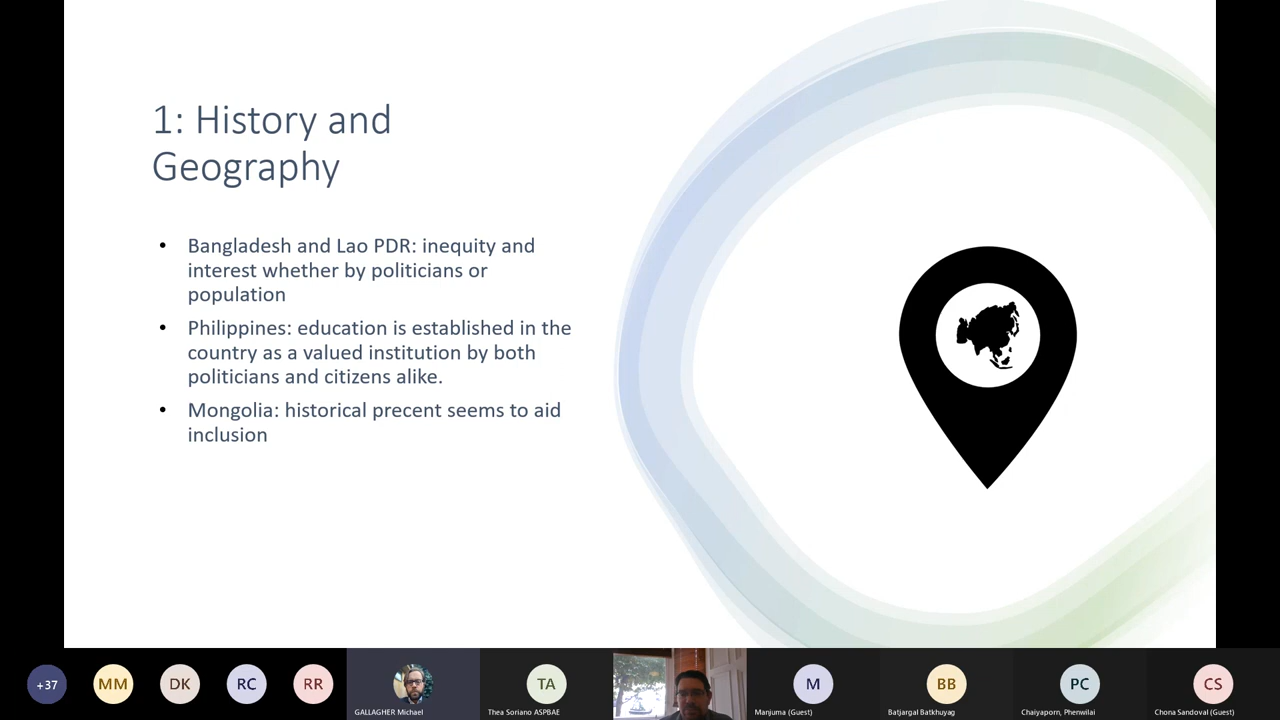 1: History and
Geography
• Bangladesh and Lao PDR: inequity and
interest whether by politicians or
population
• Philippines: education is established in the
country as a valued institution by both
politicians and citizens alike.
• Mongolia: historical precent seems to aid
inclusion
+37
MM
DK
RC
RR
GALLAGHER Michael
TA
Thea Soriano ASPBAE
M
Manjuma (Guest)
BB
Batjargal Batkhuyag
PC
Chaiyaporn, Phenwilai
CS
Chona Sandoval (Guest)